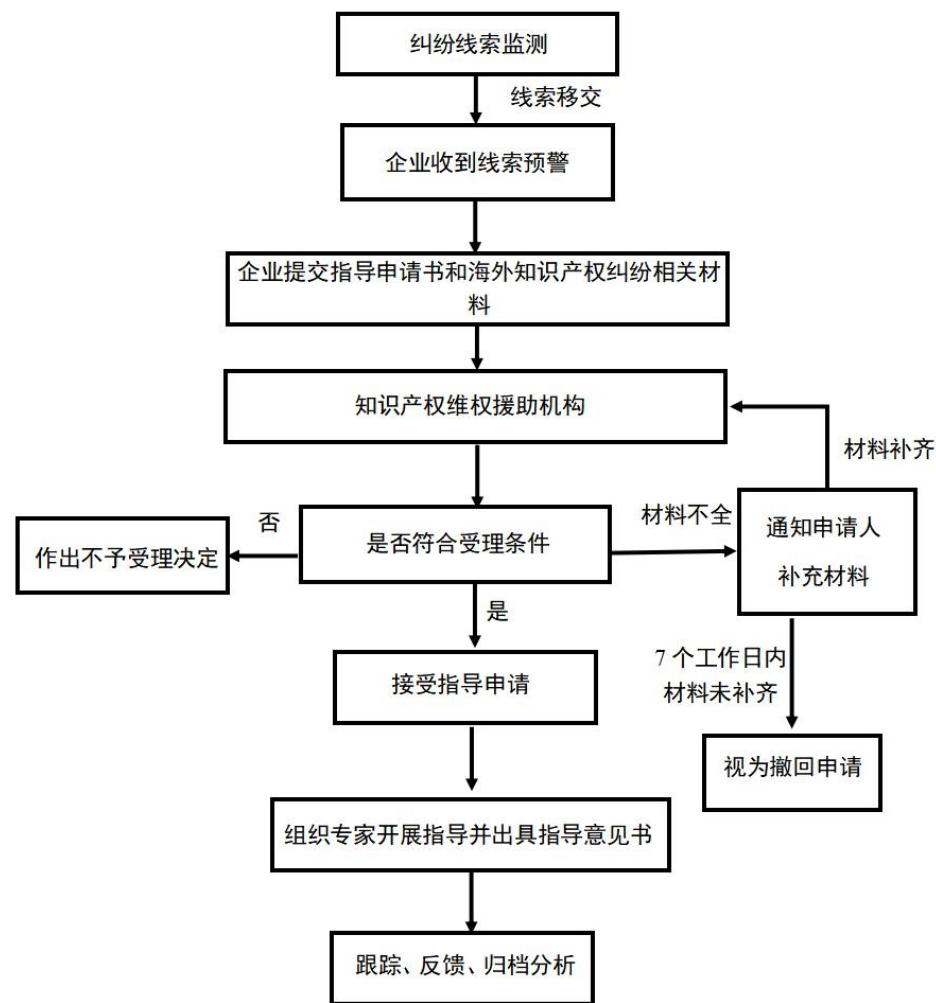 纠纷线索监测
线索移交
企业收到线索预警
企业提交指导申请书和海外知识产权纠纷相关材
料
知识产权维权援助机构
材料补齐
否
是否符合受理条件
材料不全
通知申请人
补充材料
作出不予受理决定
是
7 个工作日内
材料未补齐
接受指导申请
视为撤回申请
组织专家开展指导并出具指导意见书
跟踪、反馈、归档分析